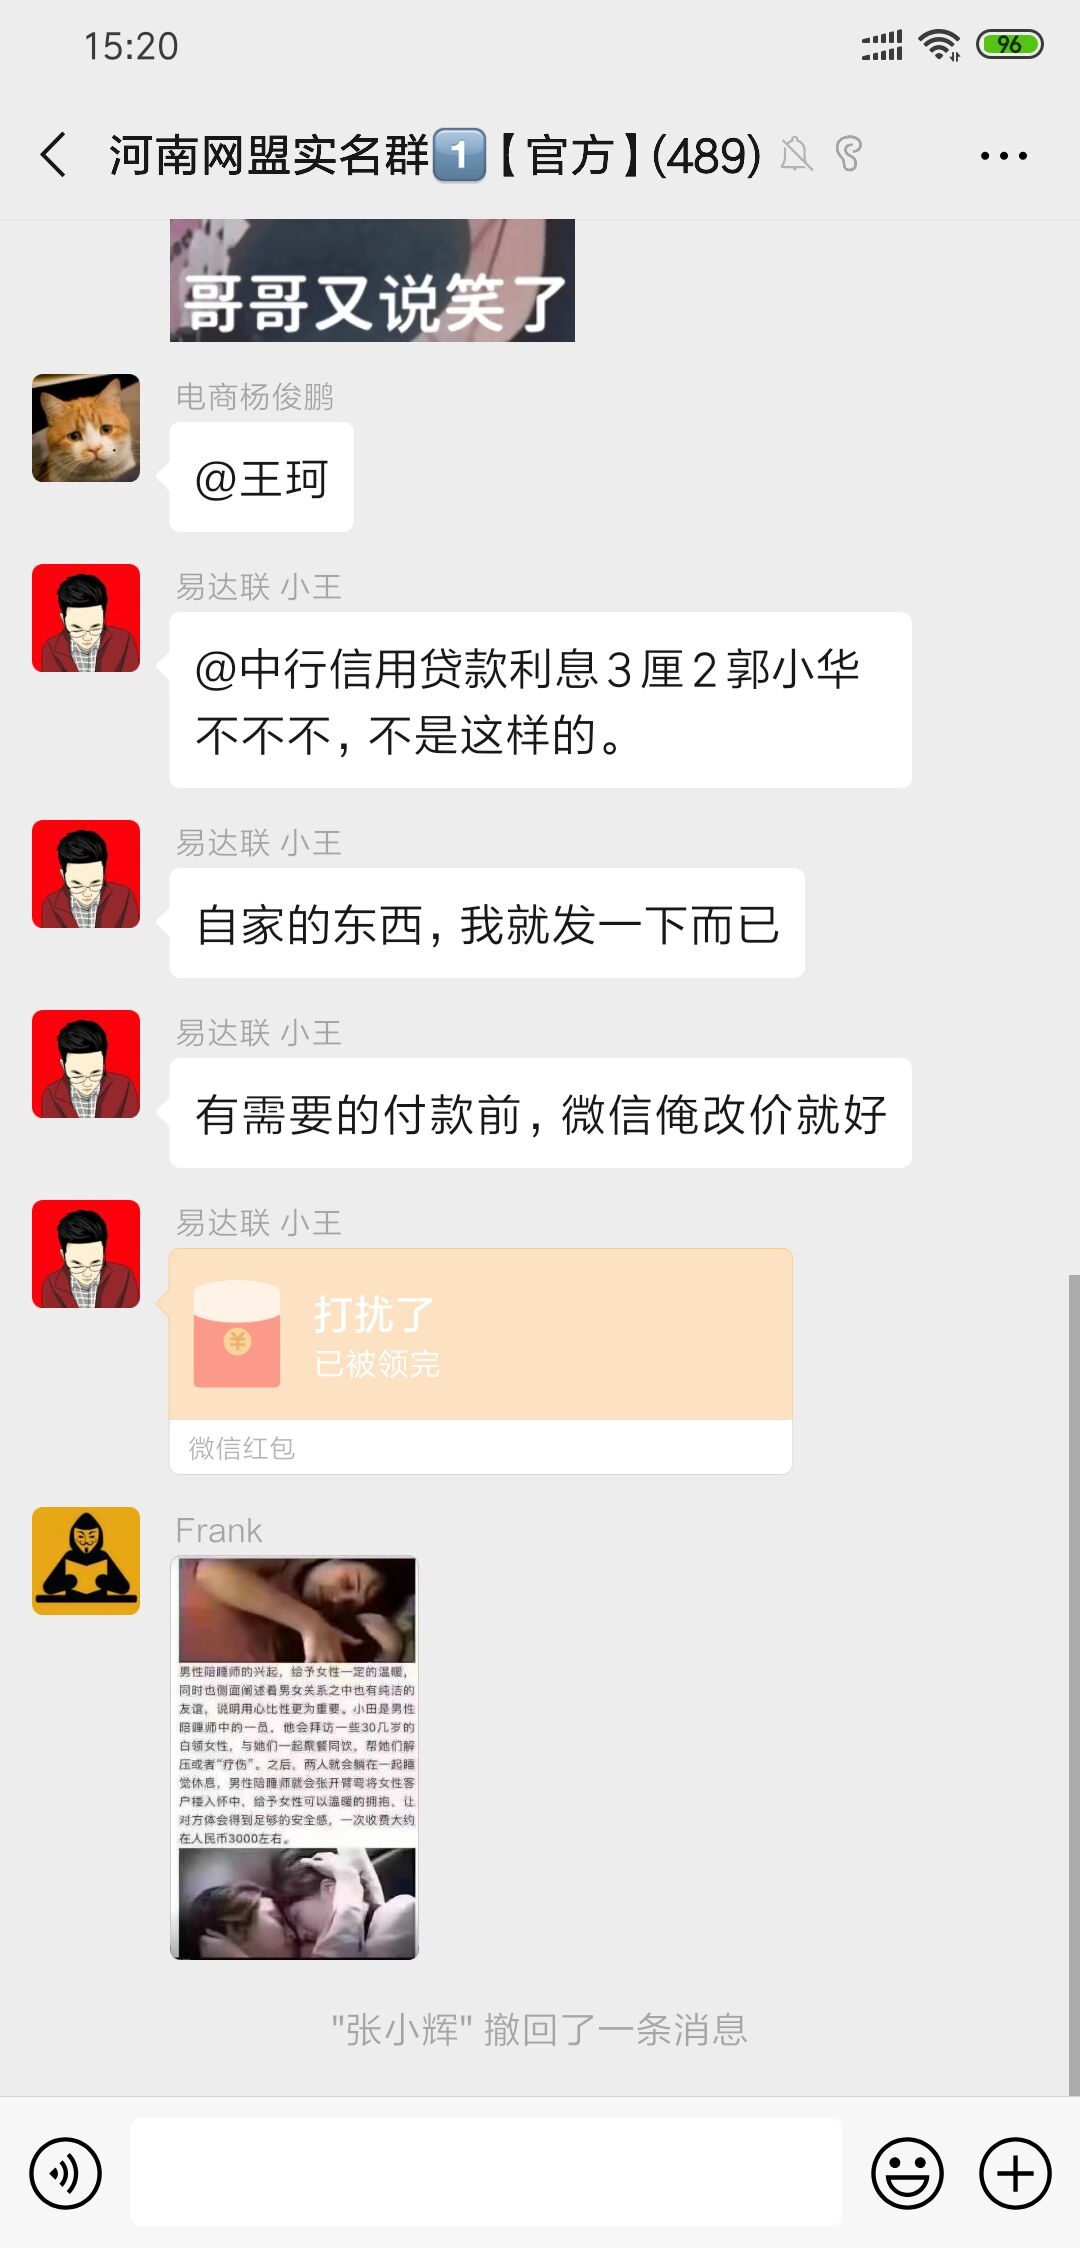 15:20
96
河南网盟实名群1️⃣【官方】(489)
哥哥又说笑了
电商杨俊鹏
@王珂
易达联 小王
@中行信用贷款利息3厘2郭小华
不不不，不是这样的。
易达联 小王
自家的东西，我就发一下而已
易达联 小王
有需要的付款前，微信俺改价就好
易达联 小王
打扰了
已被领完
微信红包
Frank
男性陪睡师的兴起，给予女性一定的温暖，
同时也侧面阐述着男女关系之中也有纯洁的
友谊，说明用心比性更为重要。小田是男性
陪睡师中的一员，他会拜访一些30几岁的
白领女性，与她们一起聚餐同饮，帮她们解
压或者“疗伤”。之后，两人就会躺在一起睡
觉休息，男性陪睡师就会张开臂弯将女性客
户搂入怀中、给予女性可以温暖的拥抱，让
对方体会得到足够的安全感，一次收费大约
在人民币3000左右。
"张小辉" 撤回了一条消息